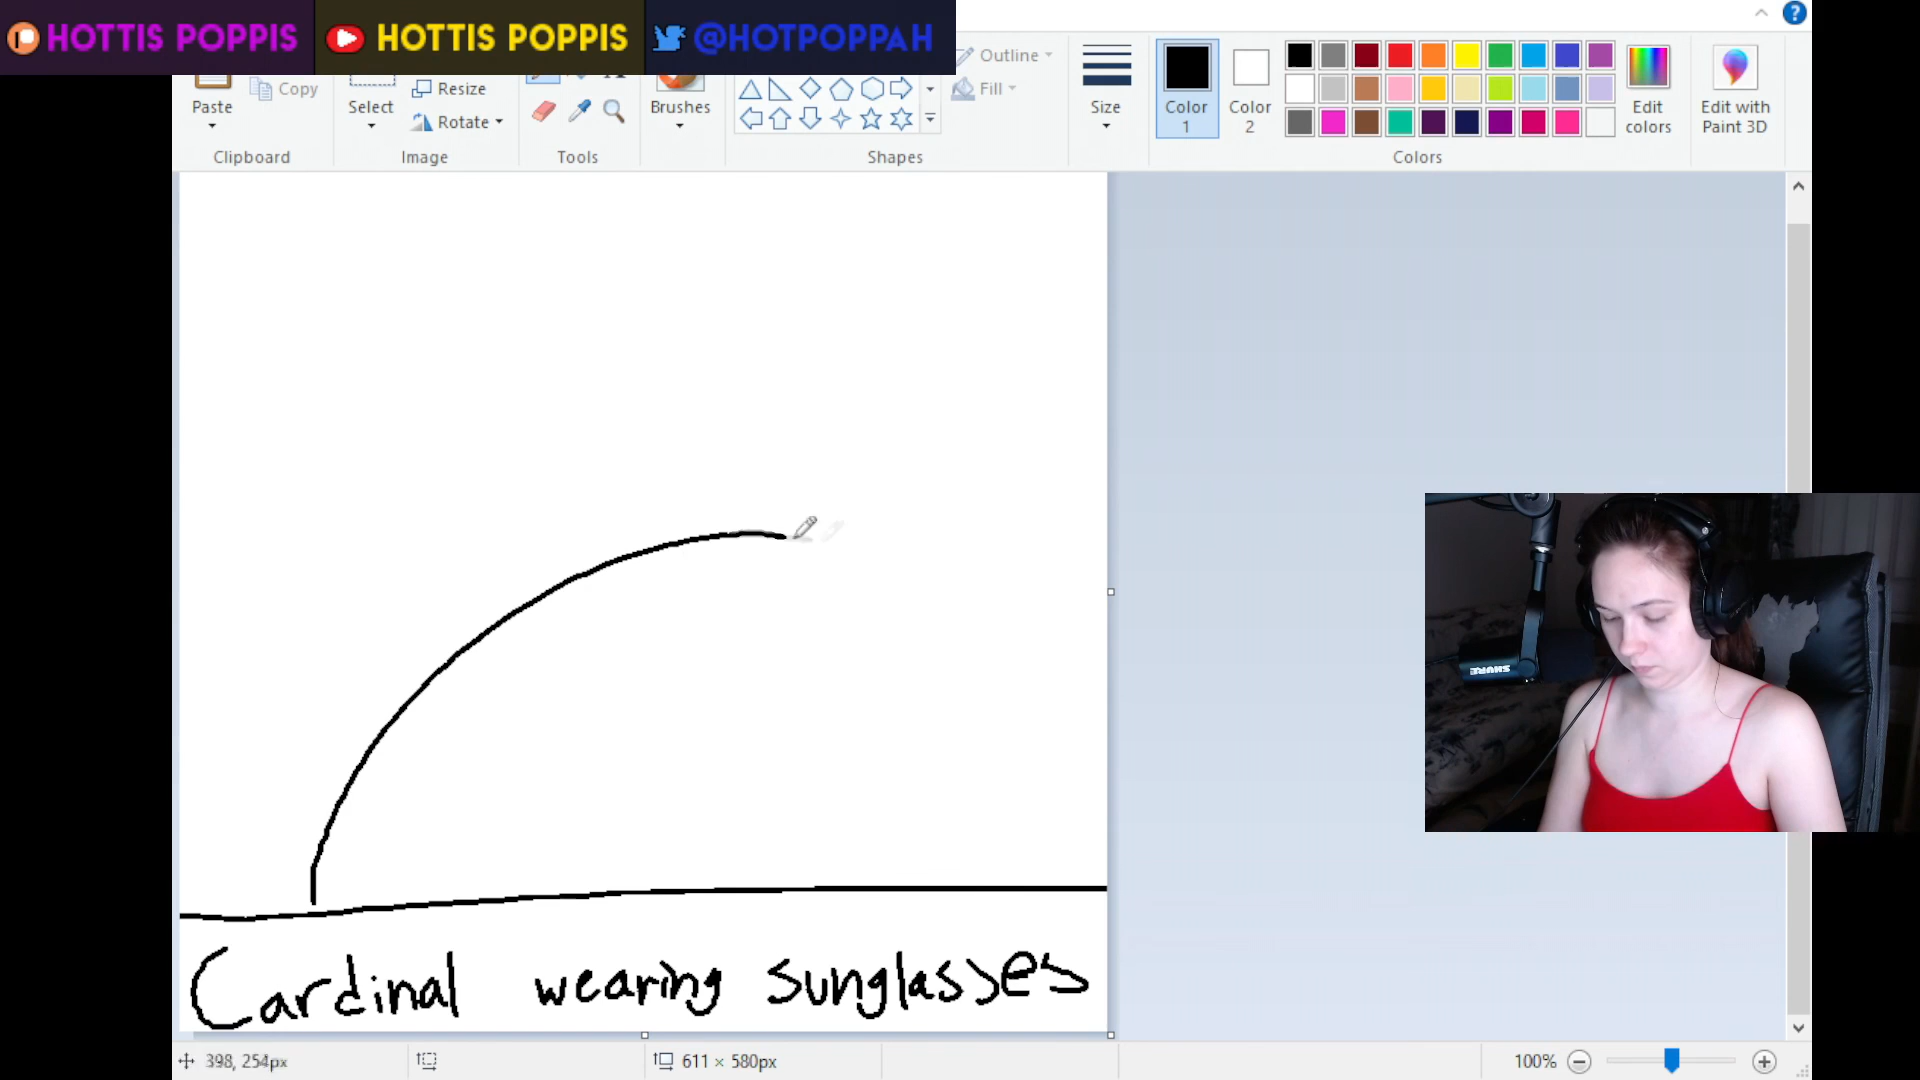 HOTTIS POPPIS HOTTIS POPPIS @HOTPOPPAH
Outline
Copy Resize Fill
Paste Select Brushes Size Color 1 Color 2 Edit colors Edit with Paint 3D
Rotate
Clipboard Image Tools Shapes Colors
SHURE
Cardinal wearing sunglasses
398, 254px 611 × 580px 100%